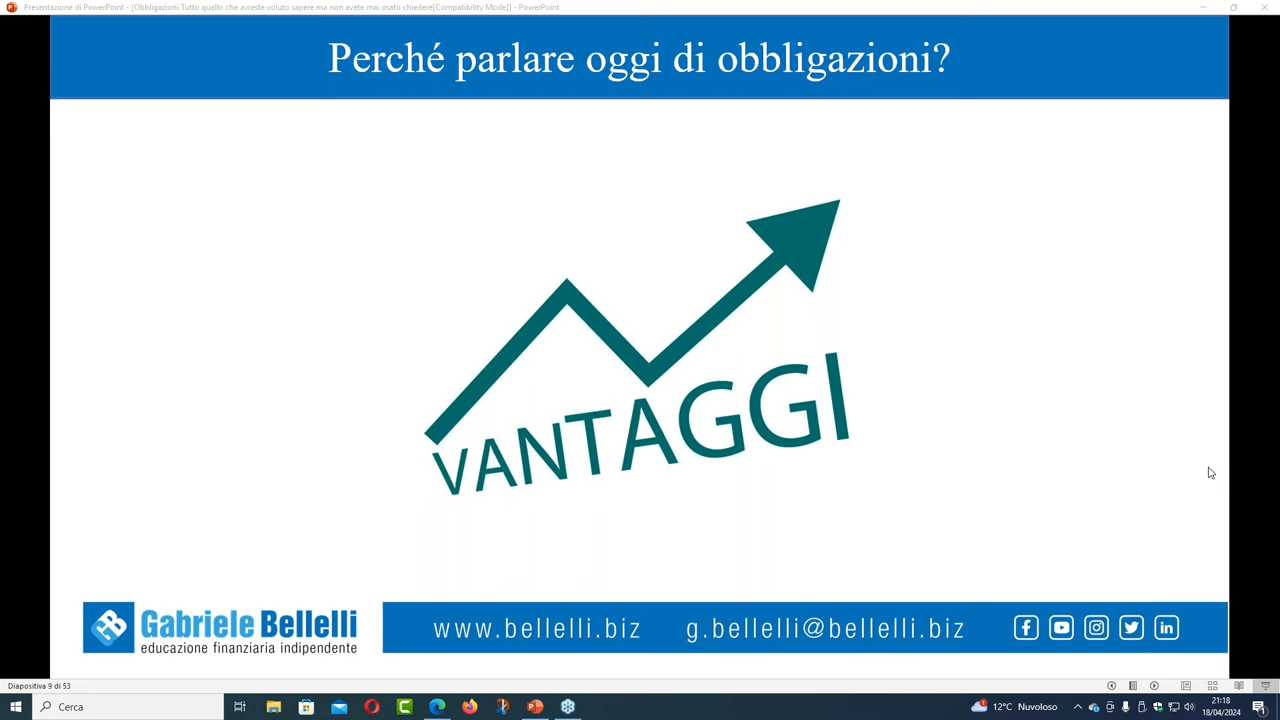 Presentazione di PowerPoint - [Obbligazioni Tutto quello che avreste voluto sapere ma non avete mai osato chiedere[Compatibility Mode]] - PowerPoint
Perché parlare oggi di obbligazioni?
VANTAGGI
Gabriele Bellelli
educazione finanziaria indipendente
www.bellelli.biz g.bellelli@bellelli.biz
Diapositiva 9 di 53
Cerca
12°C Nuvoloso
21:18
18/04/2024